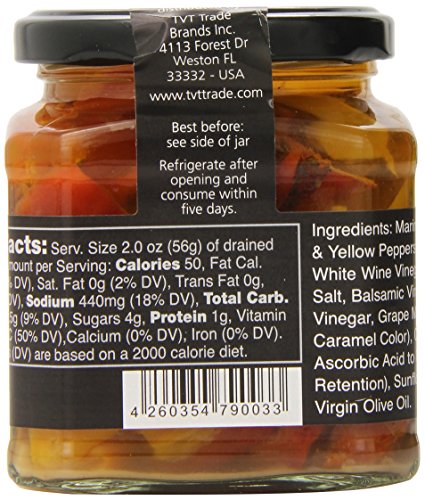 TVT Trade
Brands Inc.
4113 Forest Dr
Weston FL
33332 - USA
www.tvttrade.com
Best before:
see side of jar
Refrigerate after
opening and
consume within
five days.
acts: Serv. Size 2.0 oz (56g) of drained
mount per Serving: Calories 50, Fat Cal.
% DV), Sat. Fat 0g (2% DV), Trans Fat 0g,
DV), Sodium 440mg (18% DV), Total Carb.
5g (9% DV), Sugars 4g, Protein 1g, Vitamin
C (50% DV),Calcium (0% DV), Iron (0% DV).
(DV) are based on a 2000 calorie diet.
Ingredients: Marin
& Yellow Peppers
White Wine Vineg
Salt, Balsamic Vin
Vinegar, Grape M
Caramel Color), C
Ascorbic Acid to
Retention), Sunfl
Virgin Olive Oil.
4 260354 790033